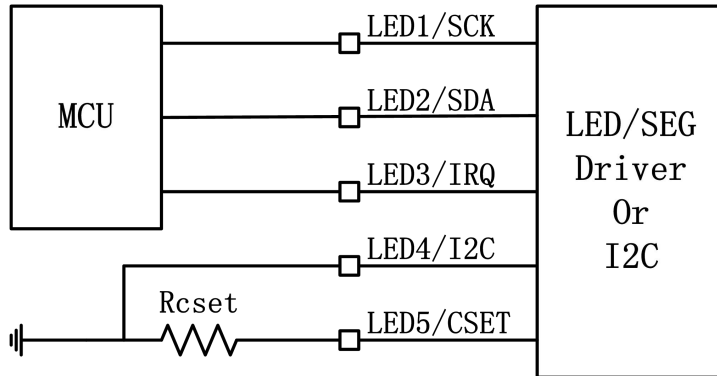 MCU
LED1/SCK
LED2/SDA
LED3/IRQ
LED4/I2C
Rcset
LED5/CSET
LED/SEG
Driver
Or
I2C